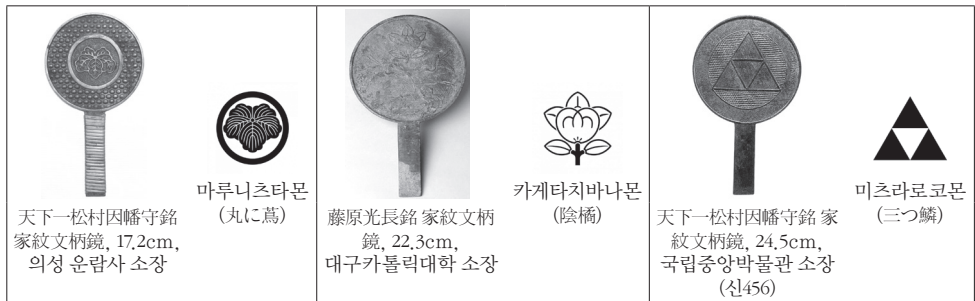 마루니츠타몬
(丸に蔦)
天下一松村因幡守銘
家紋文柄鏡, 17.2cm,
의성 운람사 소장
카게타치바나몬
(陰橘)
藤原光長銘 家紋文柄
鏡, 22.3cm,
대구카톨릭대학 소장
미츠라로코몬
(三つ鱗)
天下一松村因幡守銘 家
紋文柄鏡, 24.5cm,
국립중앙박물관 소장
(신456)